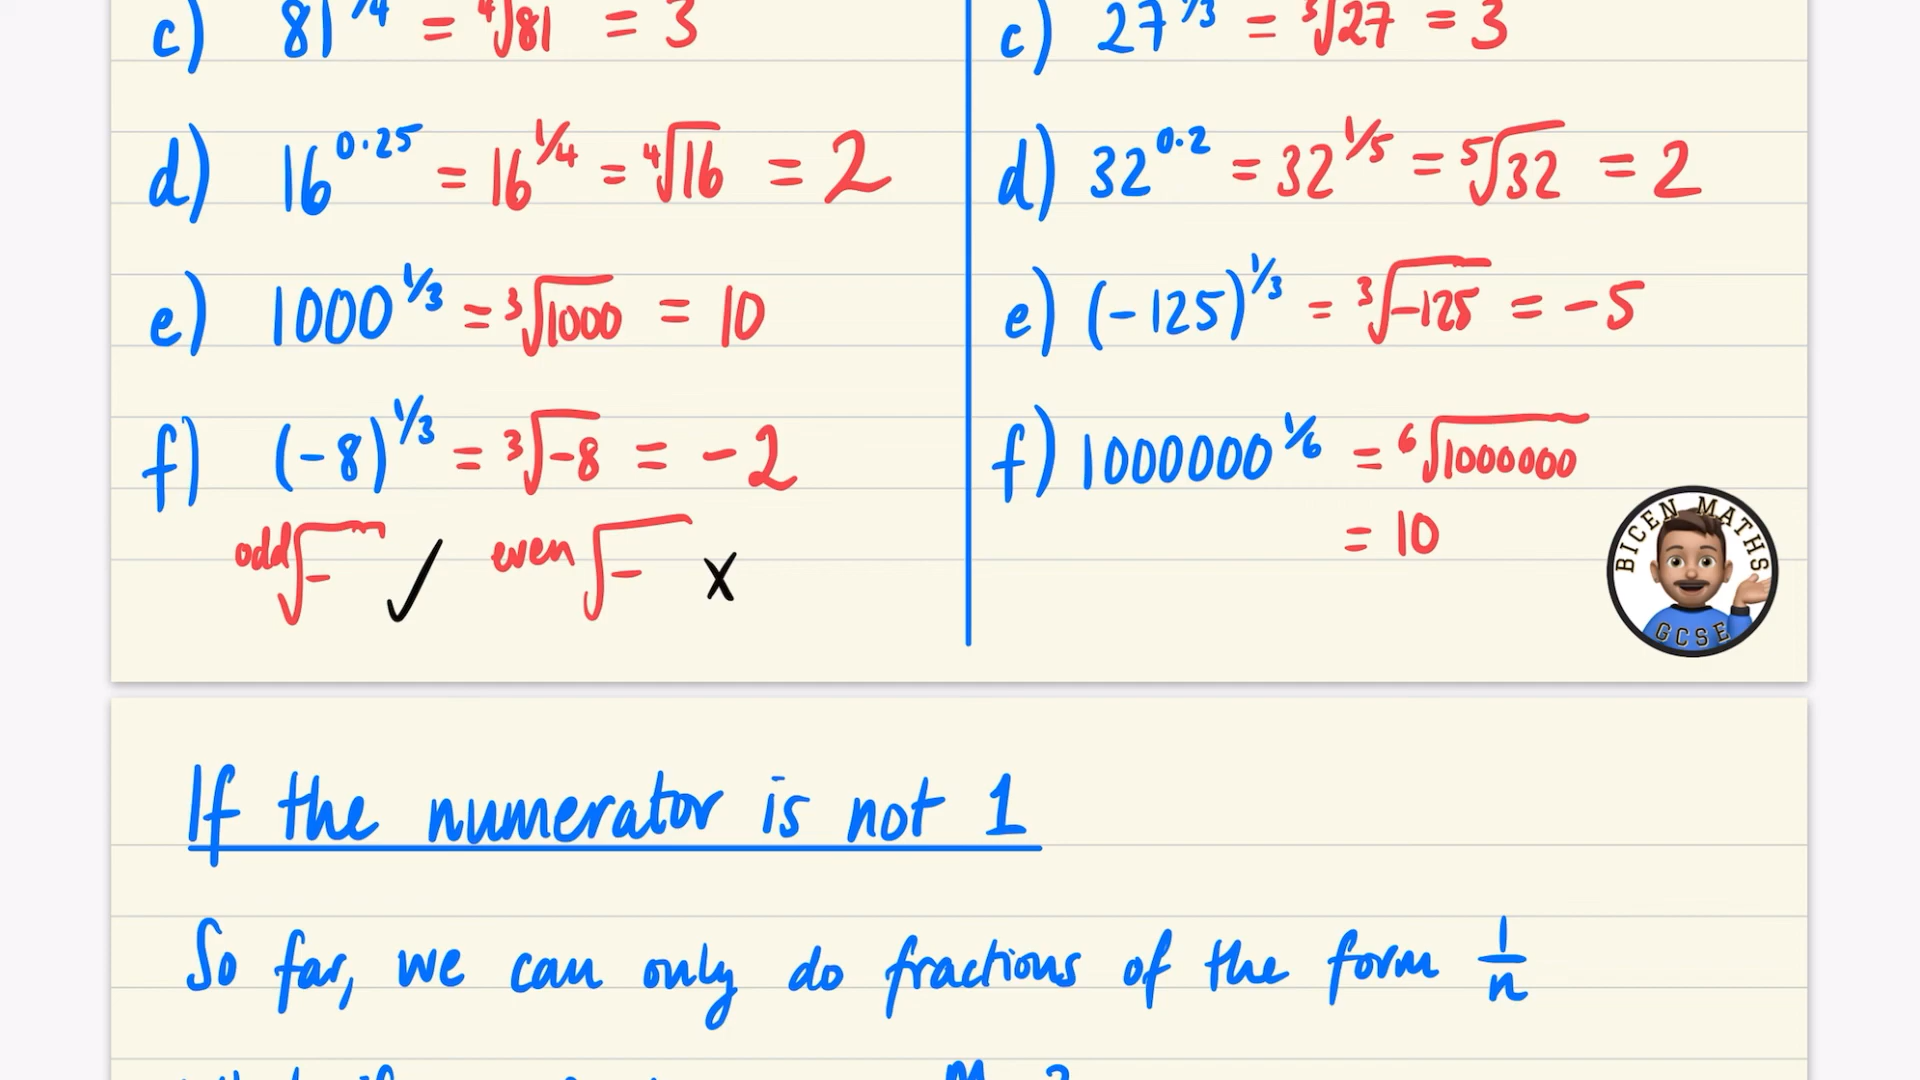 c) 81^1/4 = ⁴√81 = 3
d) 16^0.25 = 16^1/4 = ⁴√16 = 2
e) 1000^1/3 = ³√1000 = 10
f) (-8)^1/3 = ³√-8 = -2
odd√- ✓ even√- x
c) 27^1/3 = ³√27 = 3
d) 32^0.2 = 32^1/5 = ⁵√32 = 2
e) (-125)^1/3 = ³√-125 = -5
f) 1000000^1/6 = ⁶√1000000
= 10
BICEN MATHS
GCSE
If the numerator is not 1
So far, we can only do fractions of the form 1/n